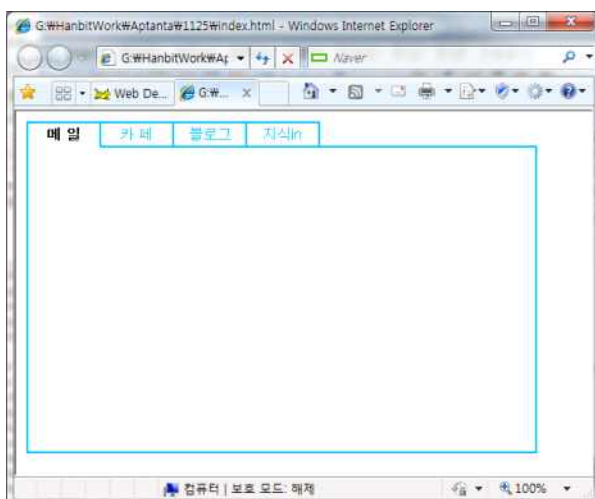 G:₩HanbitWork₩Aptanta₩1125₩index.html - Windows Internet Explorer
G:₩HanbitWork₩Ap Naver
Web De... G:₩...
메 일 카 페 블로그 지식in
컴퓨터 | 보호 모드: 해제 100%